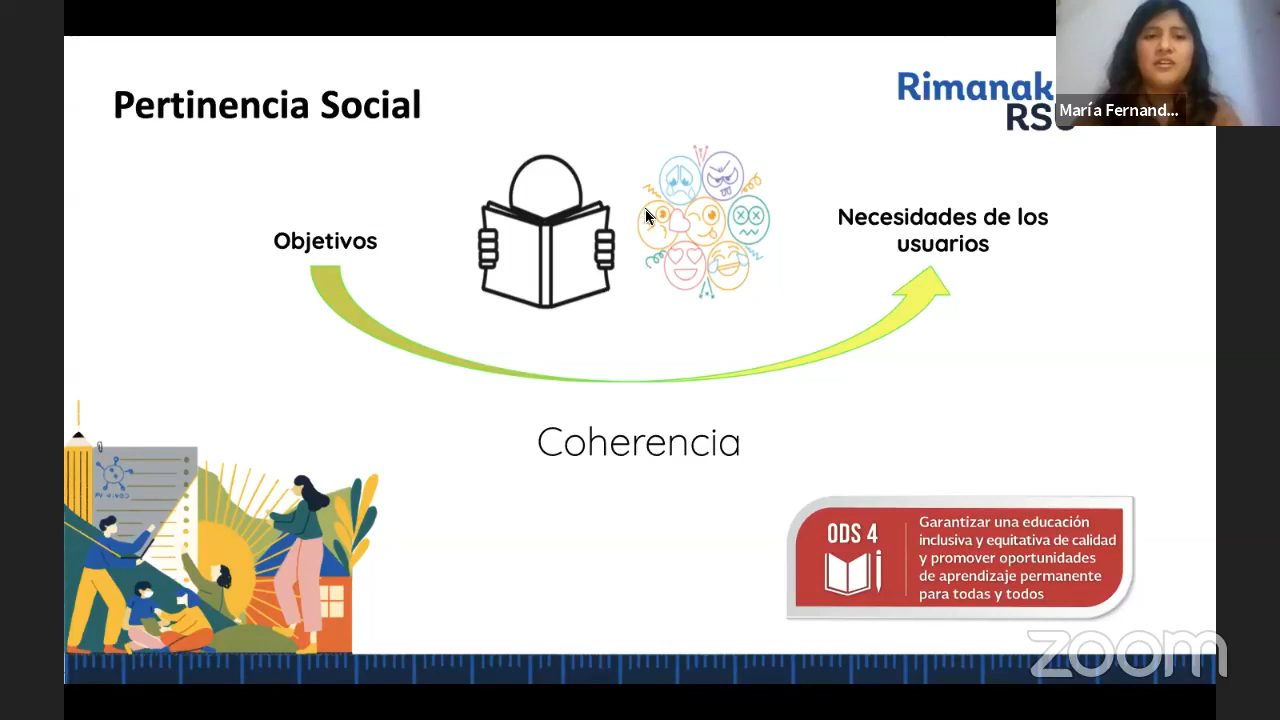 Pertinencia Social
Rimanak
RS
María Fernand...
Objetivos
Necesidades de los
usuarios
Coherencia
ODS 4
Garantizar una educación
inclusiva y equitativa de calidad
y promover oportunidades
de aprendizaje permanente
para todas y todos
zoom